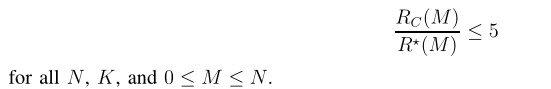 R_C(M) / R⋆(M) ≤ 5
for all N, K, and 0 ≤ M ≤ N.